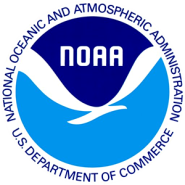 NATIONAL OCEANIC AND ATMOSPHERIC ADMINISTRATION
NOAA
U.S. DEPARTMENT OF COMMERCE